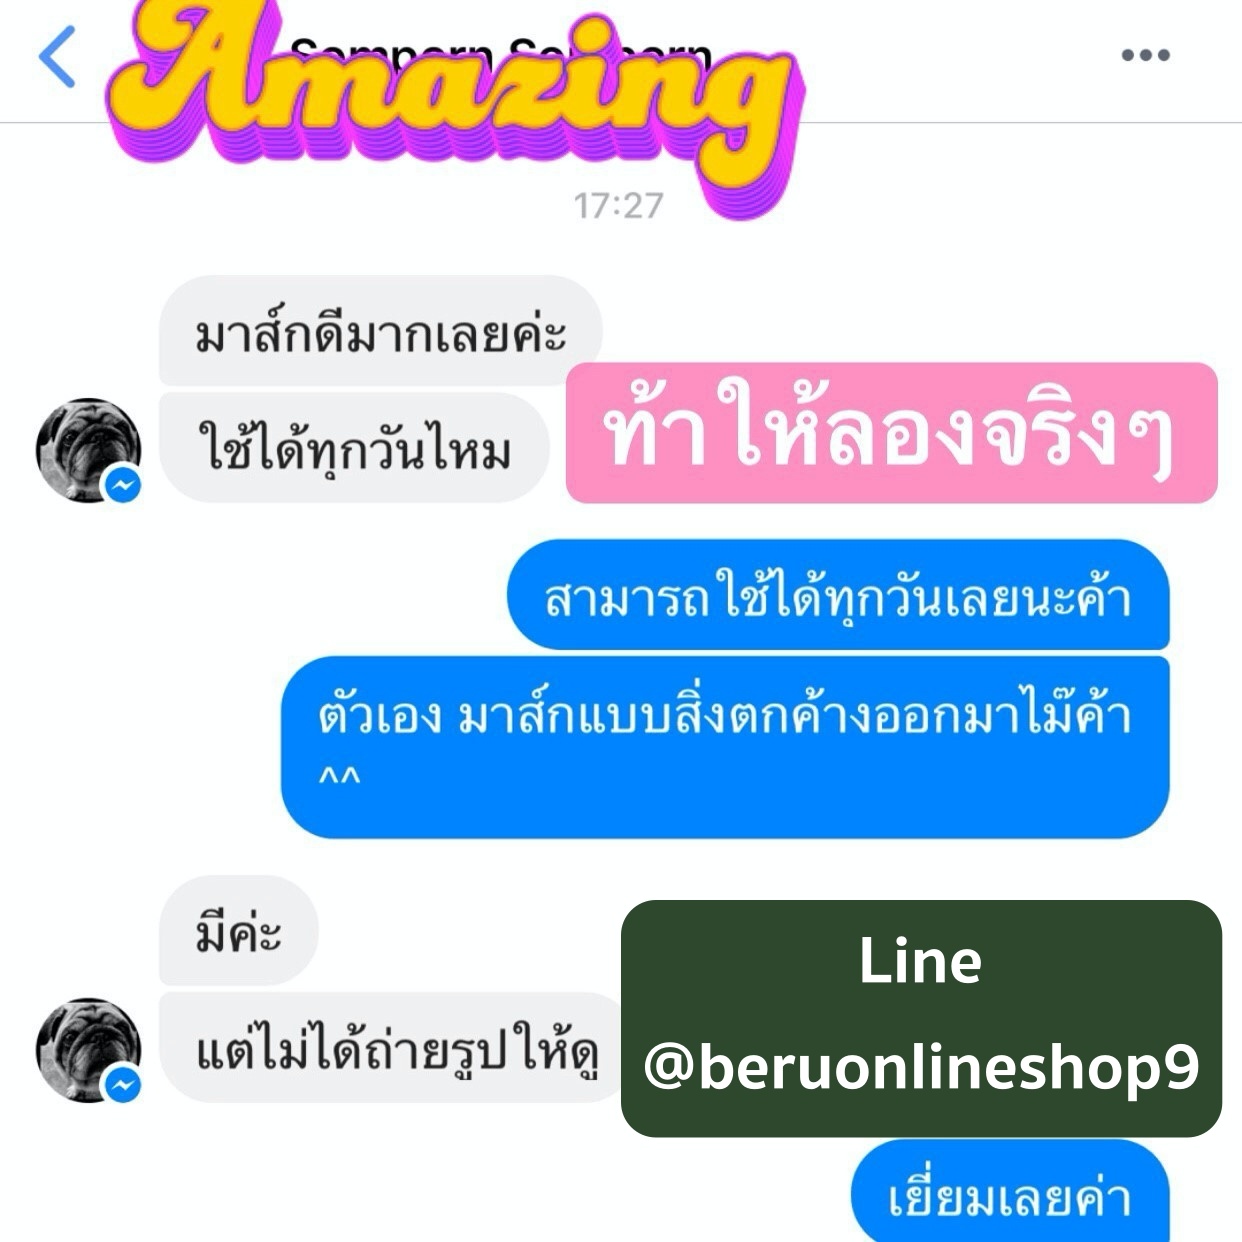 Amazing
17:27
มาส์กดีมากเลยค่ะ
ใช้ได้ทุกวันไหม
ท้าให้ลองจริงๆ
สามารถใช้ได้ทุกวันเลยนะค้า
ตัวเอง มาส์กแบบสิ่งตกค้างออกมาไม๊ค้า
^^
มีค่ะ
แต่ไม่ได้ถ่ายรูปให้ดู
Line
@beruonlineshop9
เยี่ยมเลยค่า